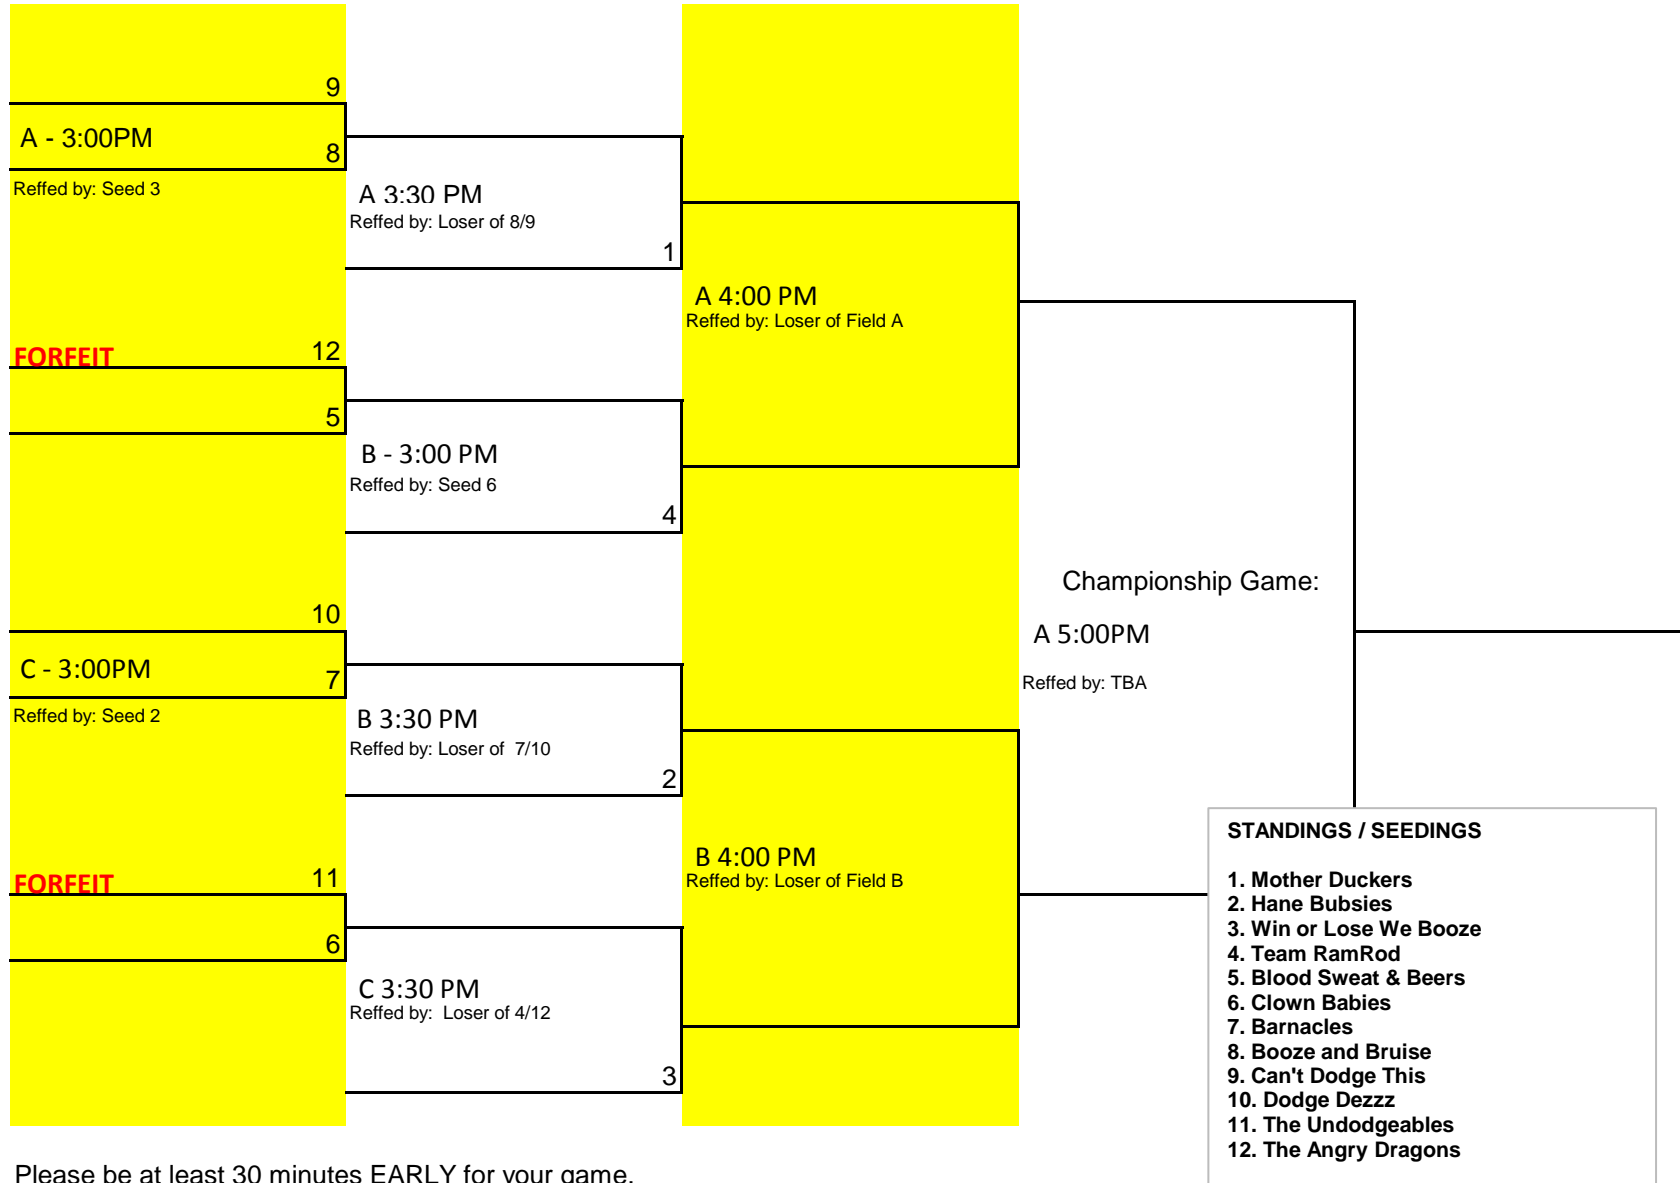 9
A - 3:00PM
8
Reffed by: Seed 3
A 3:30 PM
Reffed by: Loser of 8/9
1
A 4:00 PM
Reffed by: Loser of Field A
FORFEIT
12
5
B - 3:00 PM
Reffed by: Seed 6
4
Championship Game:
A 5:00PM
Reffed by: TBA
10
C - 3:00PM
7
Reffed by: Seed 2
B 3:30 PM
Reffed by: Loser of 7/10
2
B 4:00 PM
Reffed by: Loser of Field B
FORFEIT
11
6
C 3:30 PM
Reffed by: Loser of 4/12
3
STANDINGS / SEEDINGS
1. Mother Duckers
2. Hane Bubsies
3. Win or Lose We Booze
4. Team RamRod
5. Blood Sweat & Beers
6. Clown Babies
7. Barnacles
8. Booze and Bruise
9. Can't Dodge This
10. Dodge Dezzz
11. The Undodgeables
12. The Angry Dragons
Please be at least 30 minutes EARLY for your game.